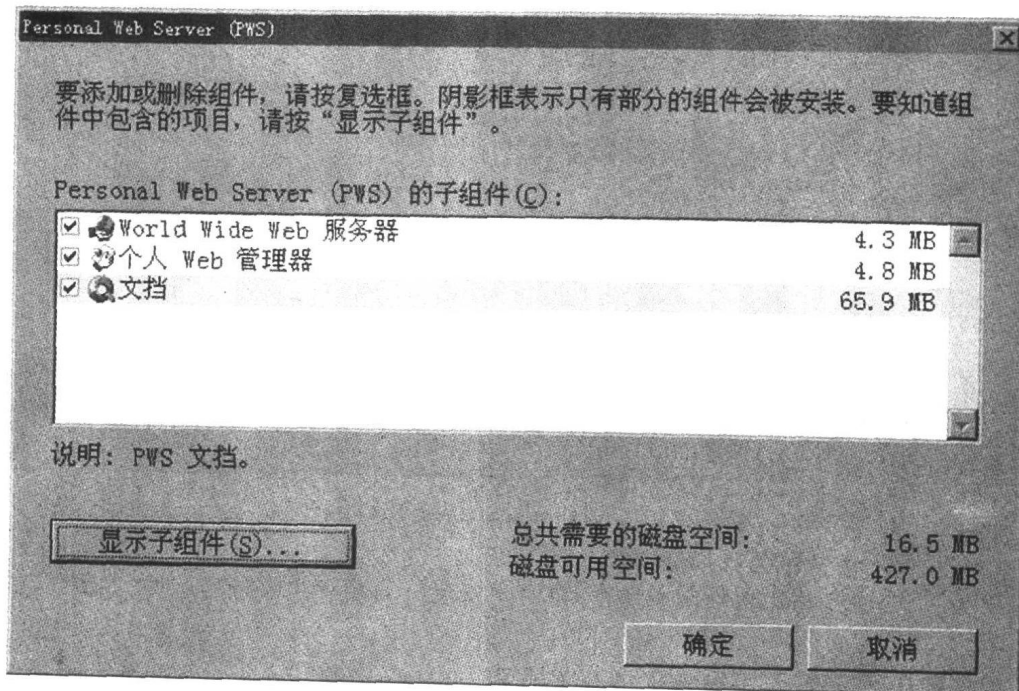 Personal Web Server (PWS)
要添加或删除组件，请按复选框。阴影框表示只有部分的组件会被安装。要知道组
件中包含的项目，请按“显示子组件”。
Personal Web Server (PWS) 的子组件(C):
World Wide Web 服务器 4.3 MB
个人 Web 管理器 4.8 MB
文档 65.9 MB
说明: PWS 文档。
显示子组件(S)...
总共需要的磁盘空间: 16.5 MB
磁盘可用空间: 427.0 MB
确定 取消